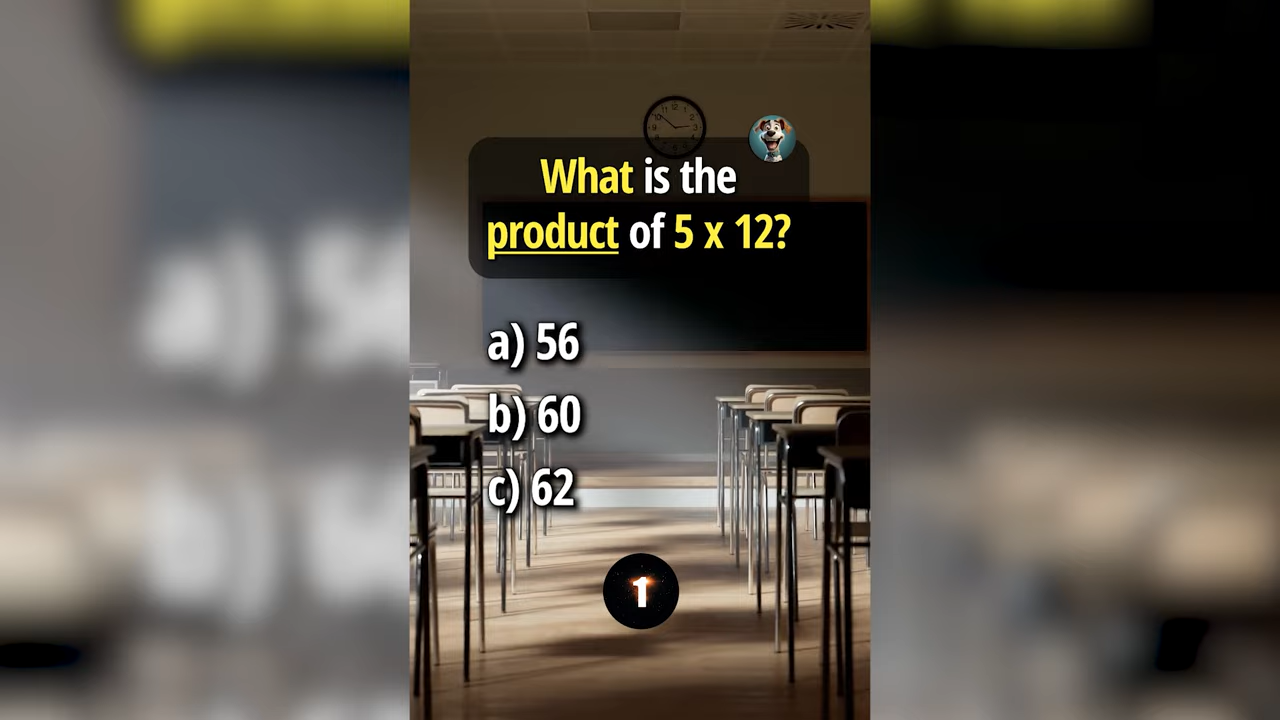 What is the
product of 5 x 12?
a) 56
b) 60
c) 62
1